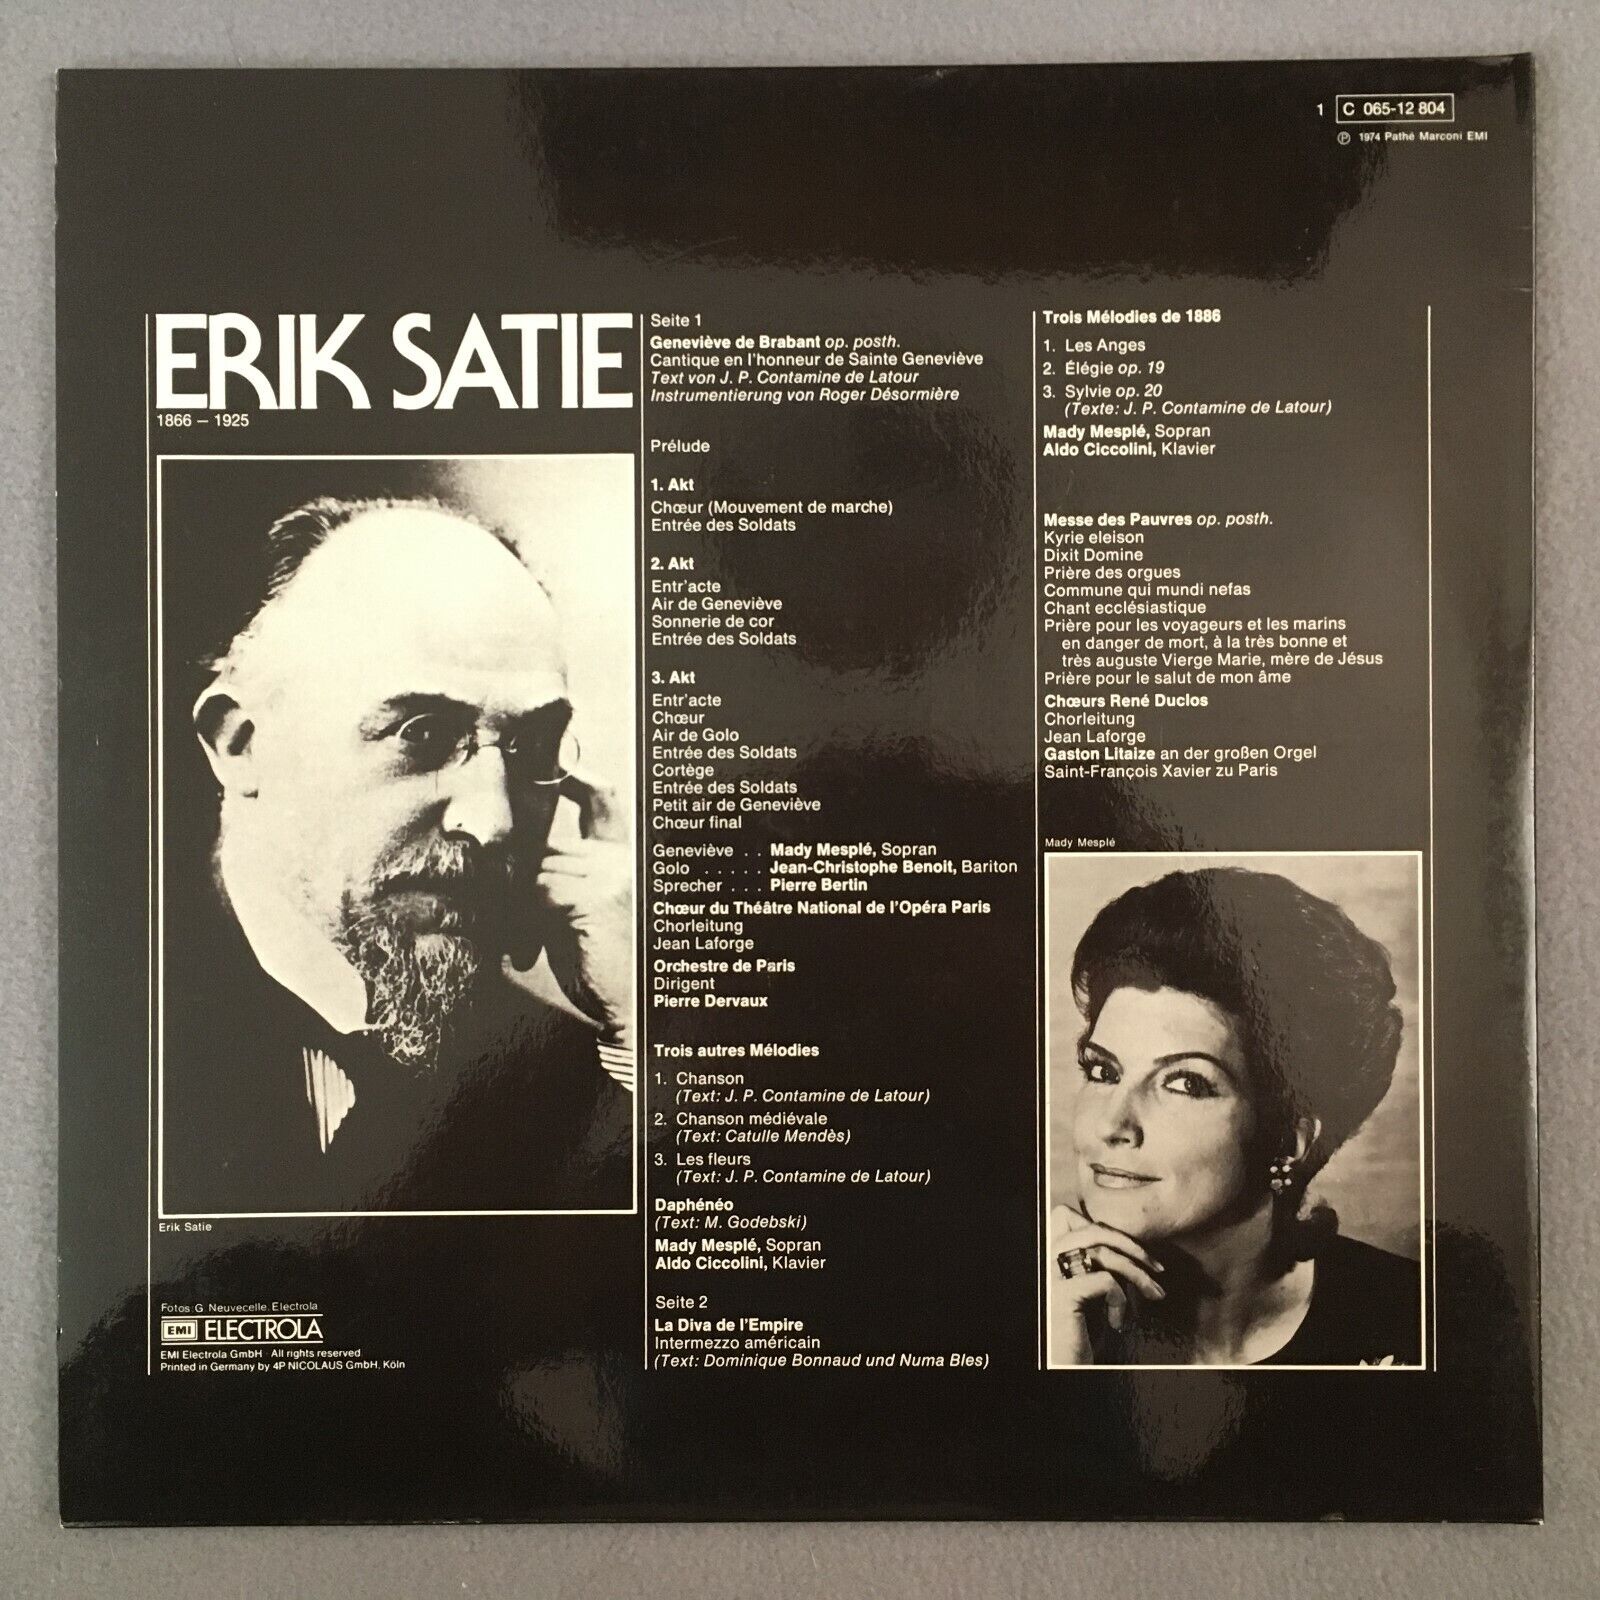 1 C 065-12 804
℗ 1974 Pathé Marconi EMI
ERIK SATIE
1866 – 1925
Erik Satie
Fotos: G. Neuvecelle, Electrola
EMI ELECTROLA
EMI Electrola GmbH · All rights reserved
Printed in Germany by 4P NICOLAUS GmbH, Köln
Seite 1
Geneviève de Brabant op. posth.
Cantique en l'honneur de Sainte Geneviève
Text von J. P. Contamine de Latour
Instrumentierung von Roger Désormière
Prélude
1. Akt
Chœur (Mouvement de marche)
Entrée des Soldats
2. Akt
Entr'acte
Air de Geneviève
Sonnerie de cor
Entrée des Soldats
3. Akt
Entr'acte
Chœur
Air de Golo
Entrée des Soldats
Cortège
Entrée des Soldats
Petit air de Geneviève
Chœur final
Geneviève . . Mady Mesplé, Sopran
Golo . . . . . Jean-Christophe Benoit, Bariton
Sprecher . . . Pierre Bertin
Chœur du Théâtre National de l'Opéra Paris
Chorleitung
Jean Laforge
Orchestre de Paris
Dirigent
Pierre Dervaux
Trois autres Mélodies
1. Chanson
(Text: J. P. Contamine de Latour)
2. Chanson médiévale
(Text: Catulle Mendès)
3. Les fleurs
(Text: J. P. Contamine de Latour)
Daphénéo
(Text: M. Godebski)
Mady Mesplé, Sopran
Aldo Ciccolini, Klavier
Seite 2
La Diva de l'Empire
Intermezzo américain
(Text: Dominique Bonnaud und Numa Bles)
Trois Mélodies de 1886
1. Les Anges
2. Élégie op. 19
3. Sylvie op. 20
(Texte: J. P. Contamine de Latour)
Mady Mesplé, Sopran
Aldo Ciccolini, Klavier
Messe des Pauvres op. posth.
Kyrie eleison
Dixit Domine
Prière des orgues
Commune qui mundi nefas
Chant ecclésiastique
Prière pour les voyageurs et les marins
en danger de mort, à la très bonne et
très auguste Vierge Marie, mère de Jésus
Prière pour le salut de mon âme
Chœurs René Duclos
Chorleitung
Jean Laforge
Gaston Litaize an der großen Orgel
Saint-François Xavier zu Paris
Mady Mesplé